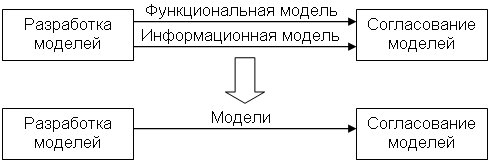 Функциональная модель
Разработка
моделей
Информационная модель
Согласование
моделей
Модели
Разработка
моделей
Согласование
моделей